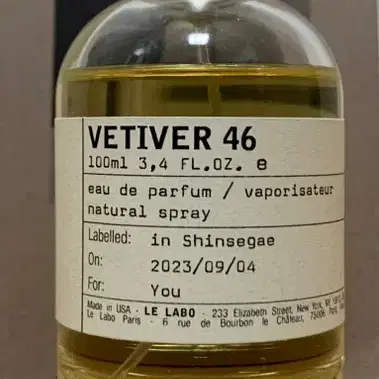 VETIVER 46
100ml 3,4 FL.OZ. e
eau de parfum / vaporisateur
natural spray
Labelled: in Shinsegae
On: 2023/09/04
For: You
Made in USA - LE LABO - 233 Elizabeth Street, New York, NY
Le Labo Paris - 6 rue de Bourbon le Château, 75006